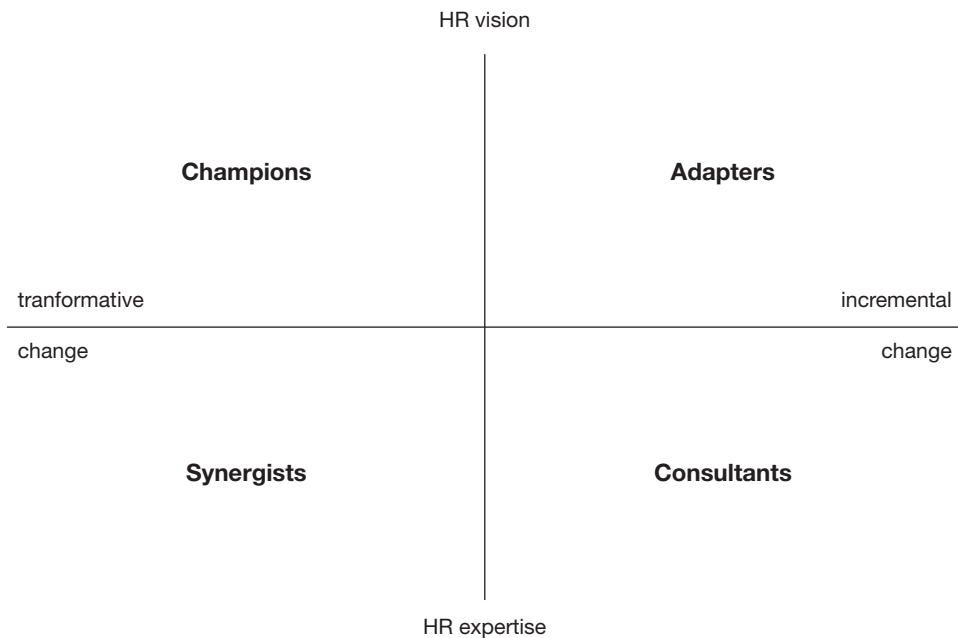 HR vision
Champions
Adapters
tranformative
incremental
change
change
Synergists
Consultants
HR expertise